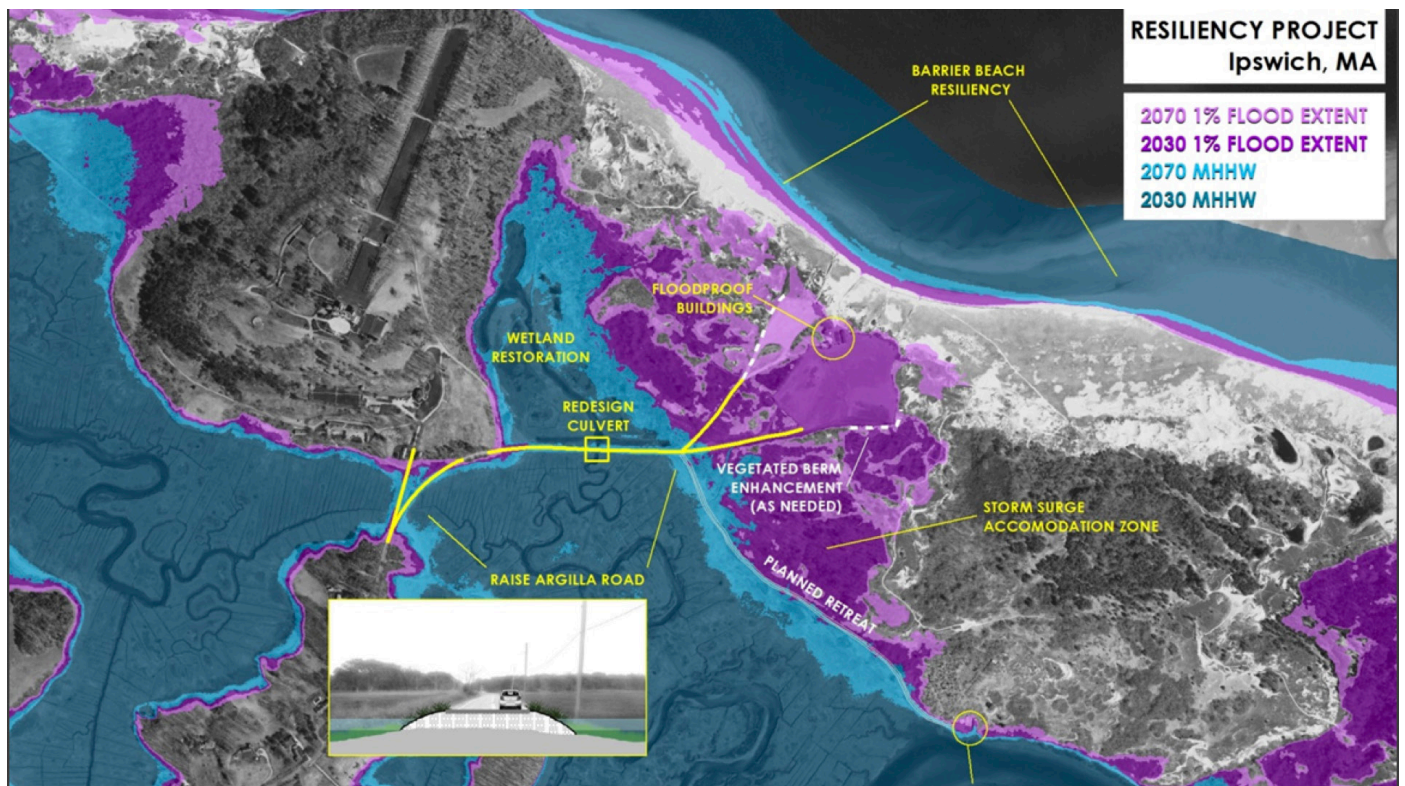 RESILIENCY PROJECT
Ipswich, MA
2070 1% FLOOD EXTENT
2030 1% FLOOD EXTENT
2070 MHHW
2030 MHHW
BARRIER BEACH
RESILIENCY
FLOODPROOF
BUILDINGS
WETLAND
RESTORATION
REDESIGN
CULVERT
VEGETATED BERM
ENHANCEMENT
(AS NEEDED)
STORM SURGE
ACCOMODATION ZONE
RAISE ARGILLA ROAD
PLANNED RETREAT